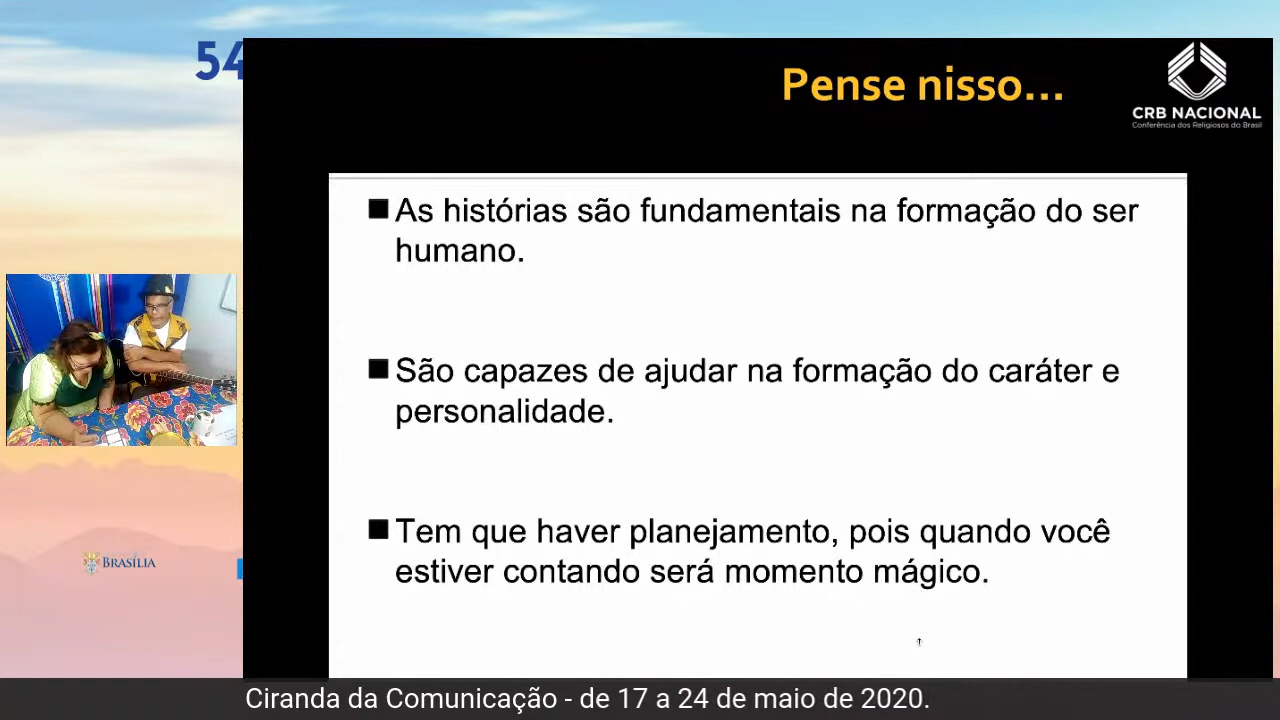 54
Pense nisso...
CRB NACIONAL
Conferência dos Religiosos do Brasil
■ As histórias são fundamentais na formação do ser
humano.
■ São capazes de ajudar na formação do caráter e
personalidade.
■ Tem que haver planejamento, pois quando você
estiver contando será momento mágico.
BRASÍLIA
Ciranda da Comunicação - de 17 a 24 de maio de 2020.